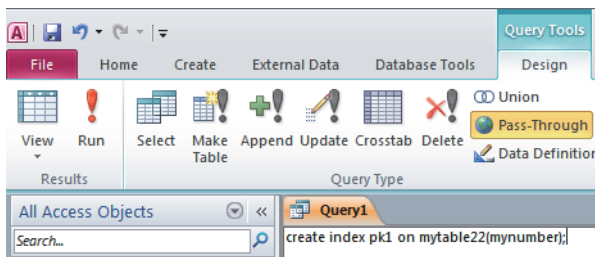 Query Tools
File Home Create External Data Database Tools Design
Union
Pass-Through
Data Definition
View Run Select Make Table Append Update Crosstab Delete
Results Query Type
All Access Objects
Query1
Search...
create index pk1 on mytable22(mynumber);